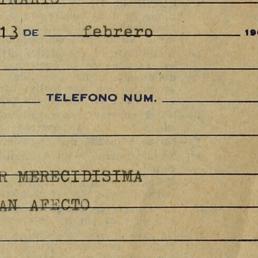 13 DE febrero 19
TELEFONO NUM.
R MERECIDISIMA
AN AFECTO